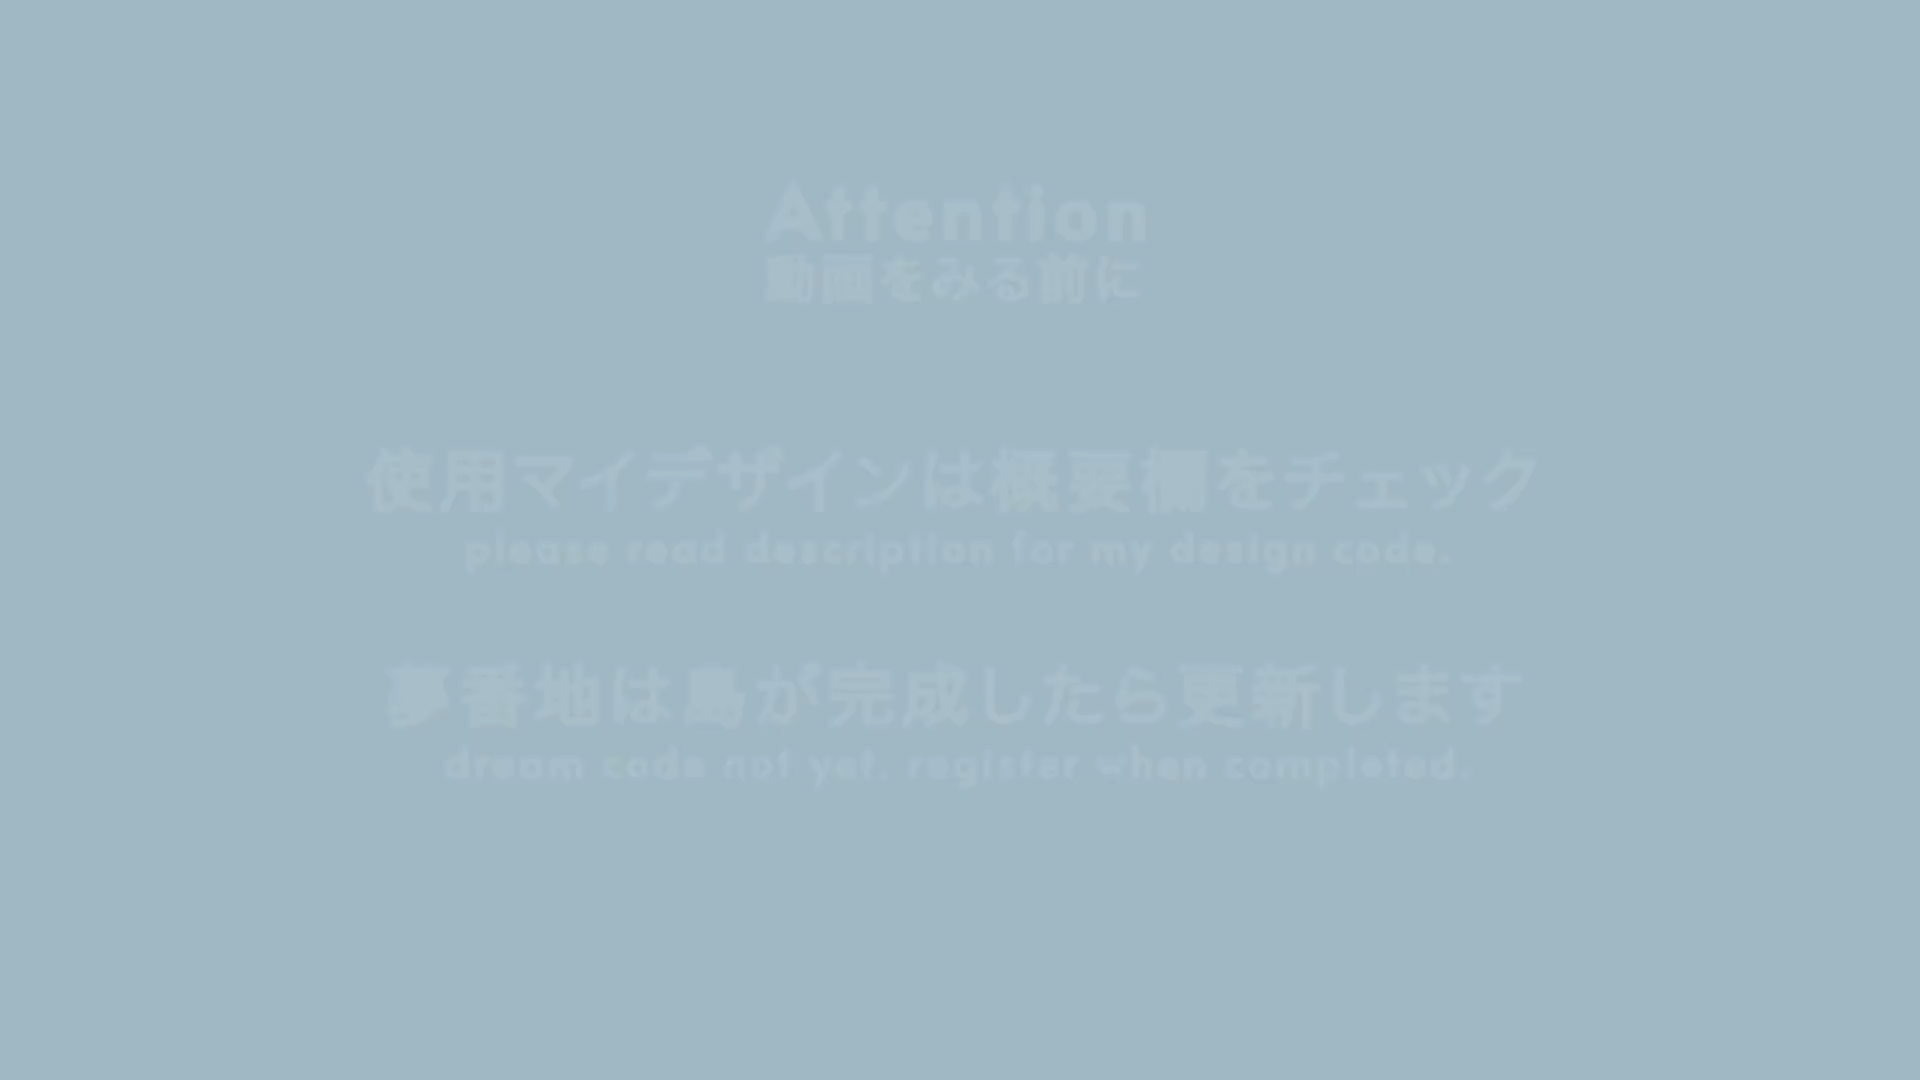 Attention
動画をみる前に
使用マイデザインは概要欄をチェック
please read description for my design code.
夢番地は島が完成したら更新します
dream code not yet. register when completed.